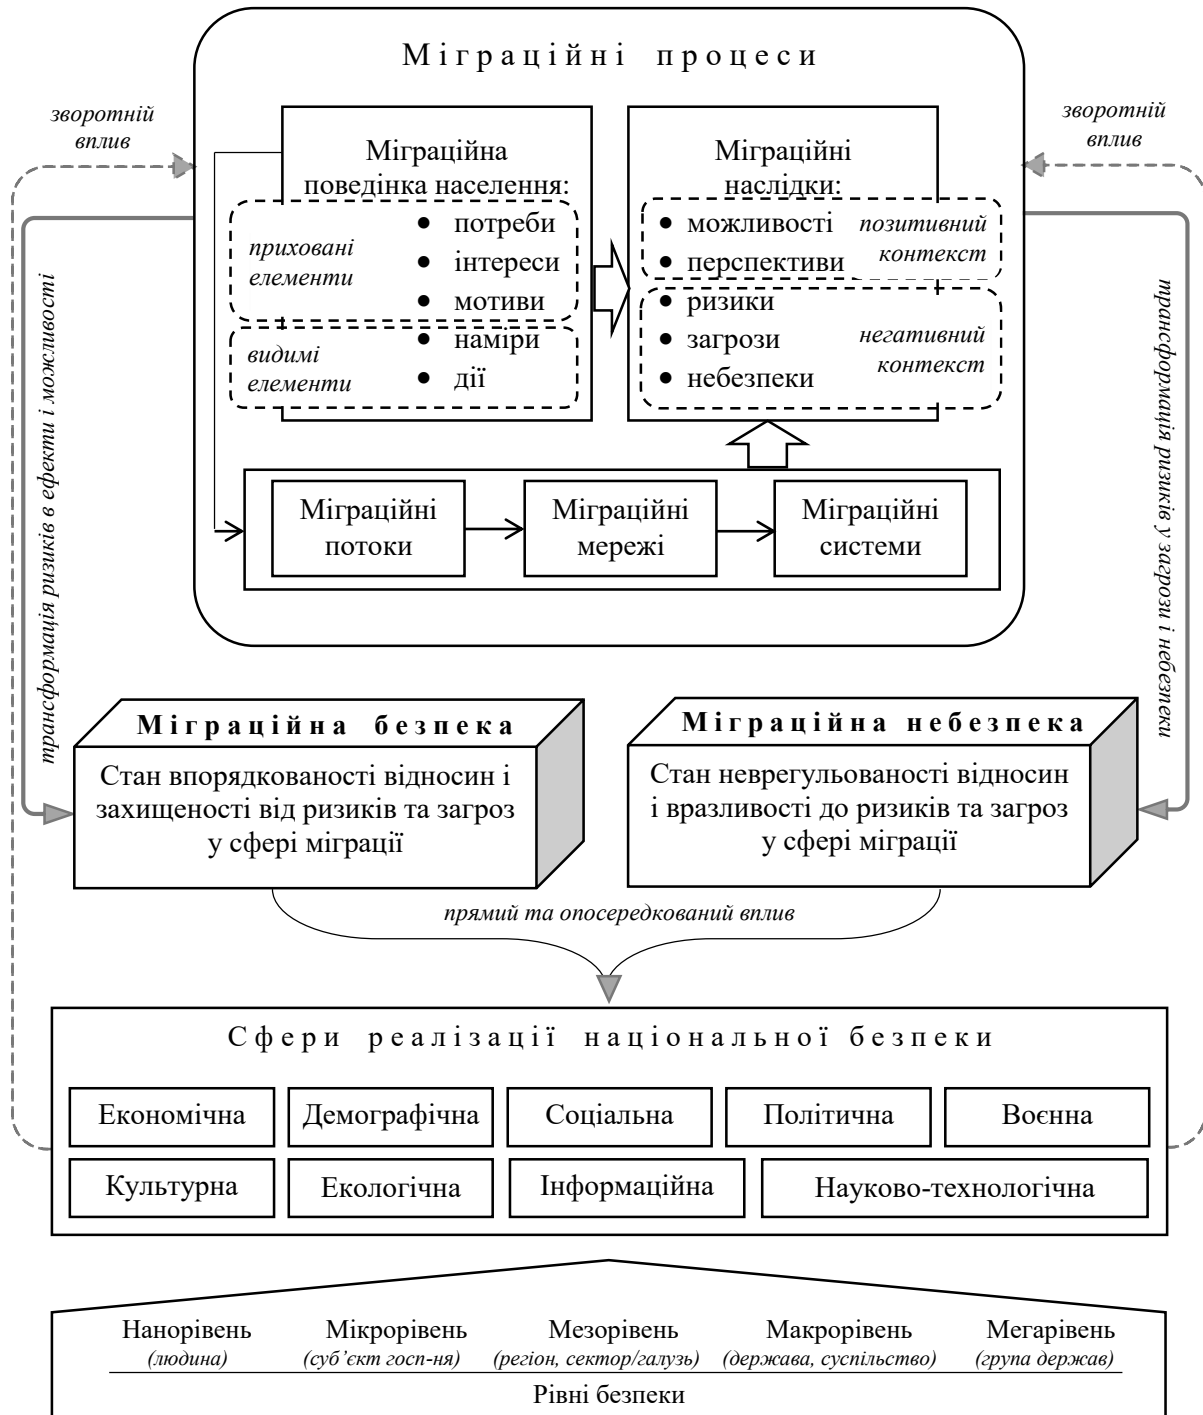 Міграційні процеси
зворотній
вплив
зворотній
вплив
Міграційна
поведінка населення:
приховані
елементи
• потреби
• інтереси
• мотиви
видимі
елементи
• наміри
• дії
Міграційні
наслідки:
• можливості
• перспективи
позитивний
контекст
• ризики
• загрози
• небезпеки
негативний
контекст
Міграційні
потоки
Міграційні
мережі
Міграційні
системи
трансформація ризиків в ефекти і можливості
трансформація ризиків у загрози і небезпеки
Міграційна безпека
Стан впорядкованості відносин і
захищеності від ризиків та загроз
у сфері міграції
Міграційна небезпека
Стан неврегульованості відносин
і вразливості до ризиків та загроз
у сфері міграції
прямий та опосередкований вплив
Сфери реалізації національної безпеки
Економічна
Демографічна
Соціальна
Політична
Воєнна
Культурна
Екологічна
Інформаційна
Науково-технологічна
Нанорівень
(людина)
Мікрорівень
(суб’єкт госп-ня)
Мезорівень
(регіон, сектор/галузь)
Макрорівень
(держава, суспільство)
Мегарівень
(група держав)
Рівні безпеки